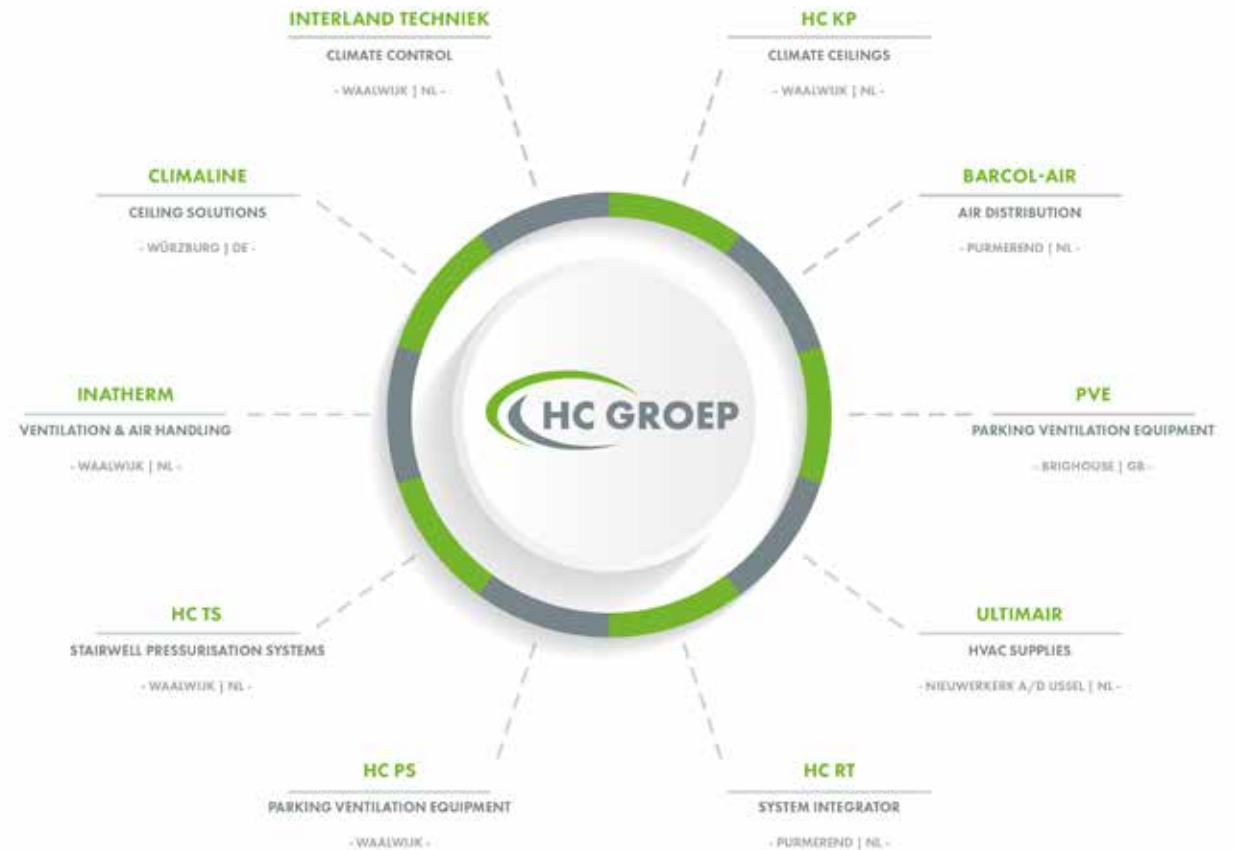 INTERLAND TECHNIEK
CLIMATE CONTROL
- WAALWIJK | NL -
HC KP
CLIMATE CEILINGS
- WAALWIJK | NL -
CLIMALINE
CEILING SOLUTIONS
- WÜRZBURG | DE -
BARCOL-AIR
AIR DISTRIBUTION
- PURMEREND | NL -
INATHERM
VENTILATION & AIR HANDLING
- WAALWIJK | NL -
HC GROEP
PVE
PARKING VENTILATION EQUIPMENT
- BRIGHOUSE | GB -
HC TS
STAIRWELL PRESSURISATION SYSTEMS
- WAALWIJK | NL -
ULTIMAIR
HVAC SUPPLIES
- NIEUWERKERK A/D IJSSEL | NL -
HC PS
PARKING VENTILATION EQUIPMENT
- WAALWIJK -
HC RT
SYSTEM INTEGRATOR
- PURMEREND | NL -